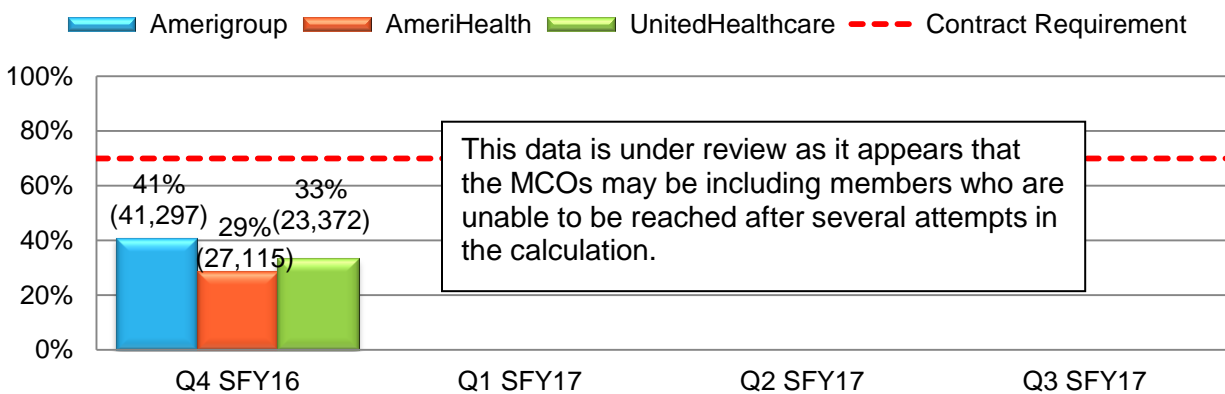 Amerigroup AmeriHealth UnitedHealthcare Contract Requirement
100%
80%
60%
40%
20%
0%
41%
(41,297)
29%
(27,115)
33%
(23,372)
This data is under review as it appears that
the MCOs may be including members who are
unable to be reached after several attempts in
the calculation.
Q4 SFY16 Q1 SFY17 Q2 SFY17 Q3 SFY17